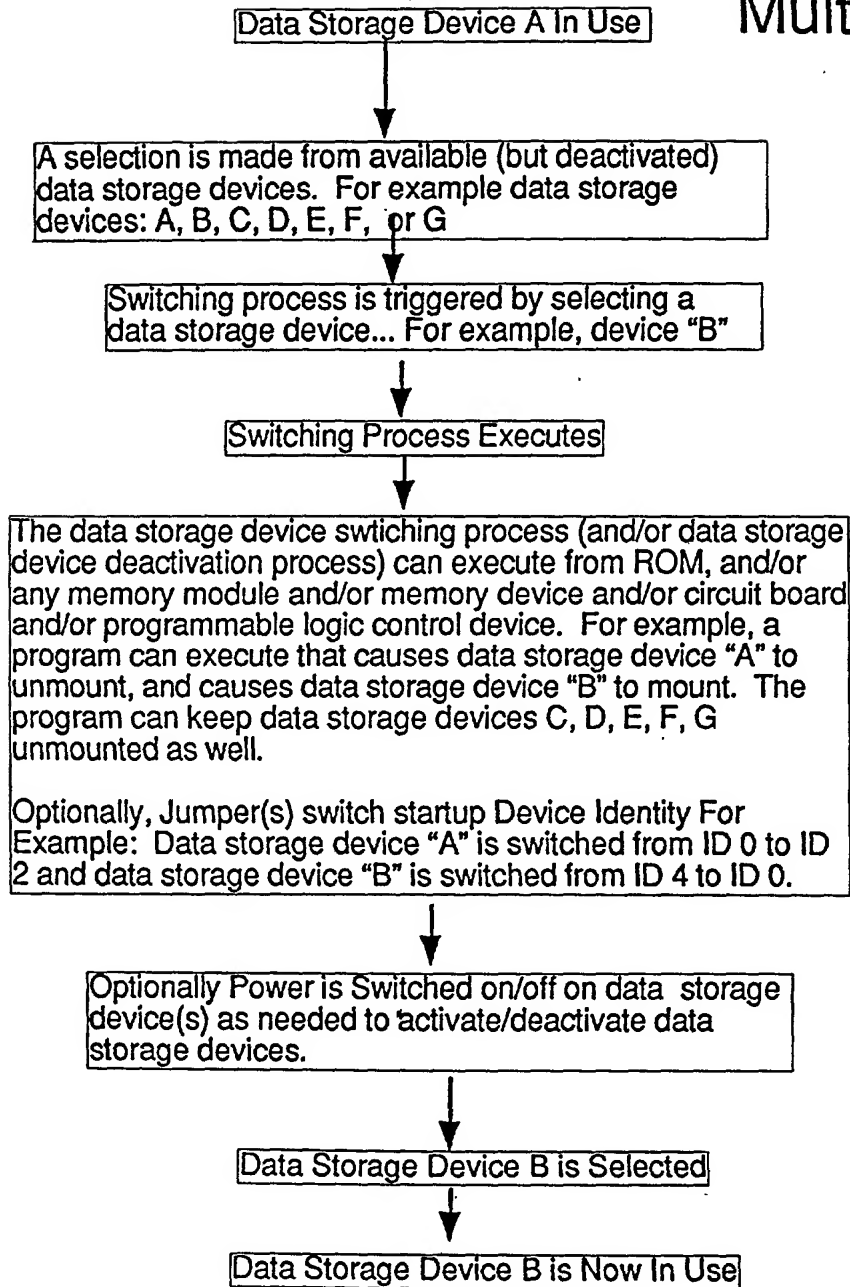 Data Storage Device A In Use
Mult
A selection is made from available (but deactivated)
data storage devices.  For example data storage
devices: A, B, C, D, E, F,  or G
Switching process is triggered by selecting a
data storage device... For example, device “B”
Switching Process Executes
The data storage device swtiching process (and/or data storage
device deactivation process) can execute from ROM, and/or
any memory module and/or memory device and/or circuit board
and/or programmable logic control device.  For example, a
program can execute that causes data storage device “A” to
unmount, and causes data storage device “B” to mount.  The
program can keep data storage devices C, D, E, F, G
unmounted as well.
Optionally, Jumper(s) switch startup Device Identity For
Example:  Data storage device “A” is switched from ID 0 to ID
2 and data storage device “B” is switched from ID 4 to ID 0.
Optionally Power is Switched on/off on data  storage
device(s) as needed to activate/deactivate data
storage devices.
Data Storage Device B is Selected
Data Storage Device B is Now In Use